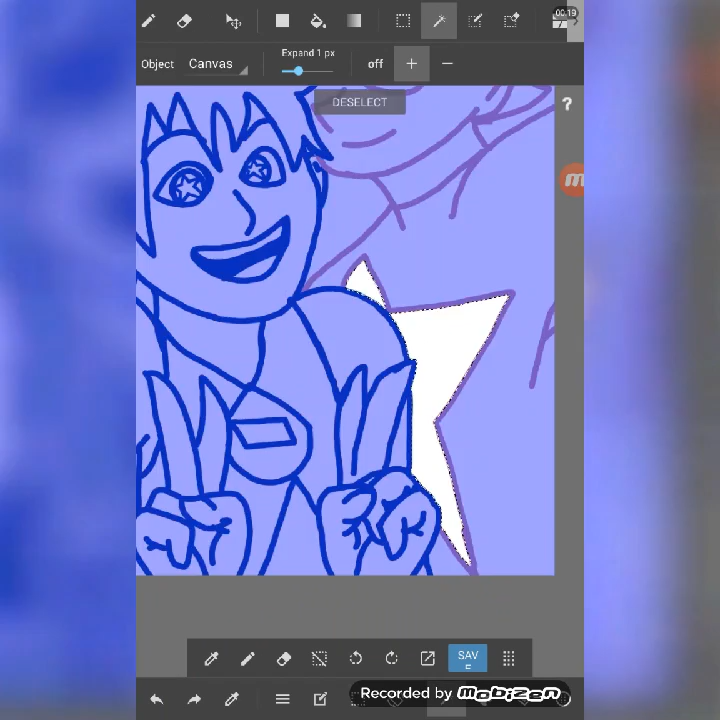 00:19
Object Canvas Expand 1 px off + −
DESELECT
?
SAV
E
Recorded by mobizen